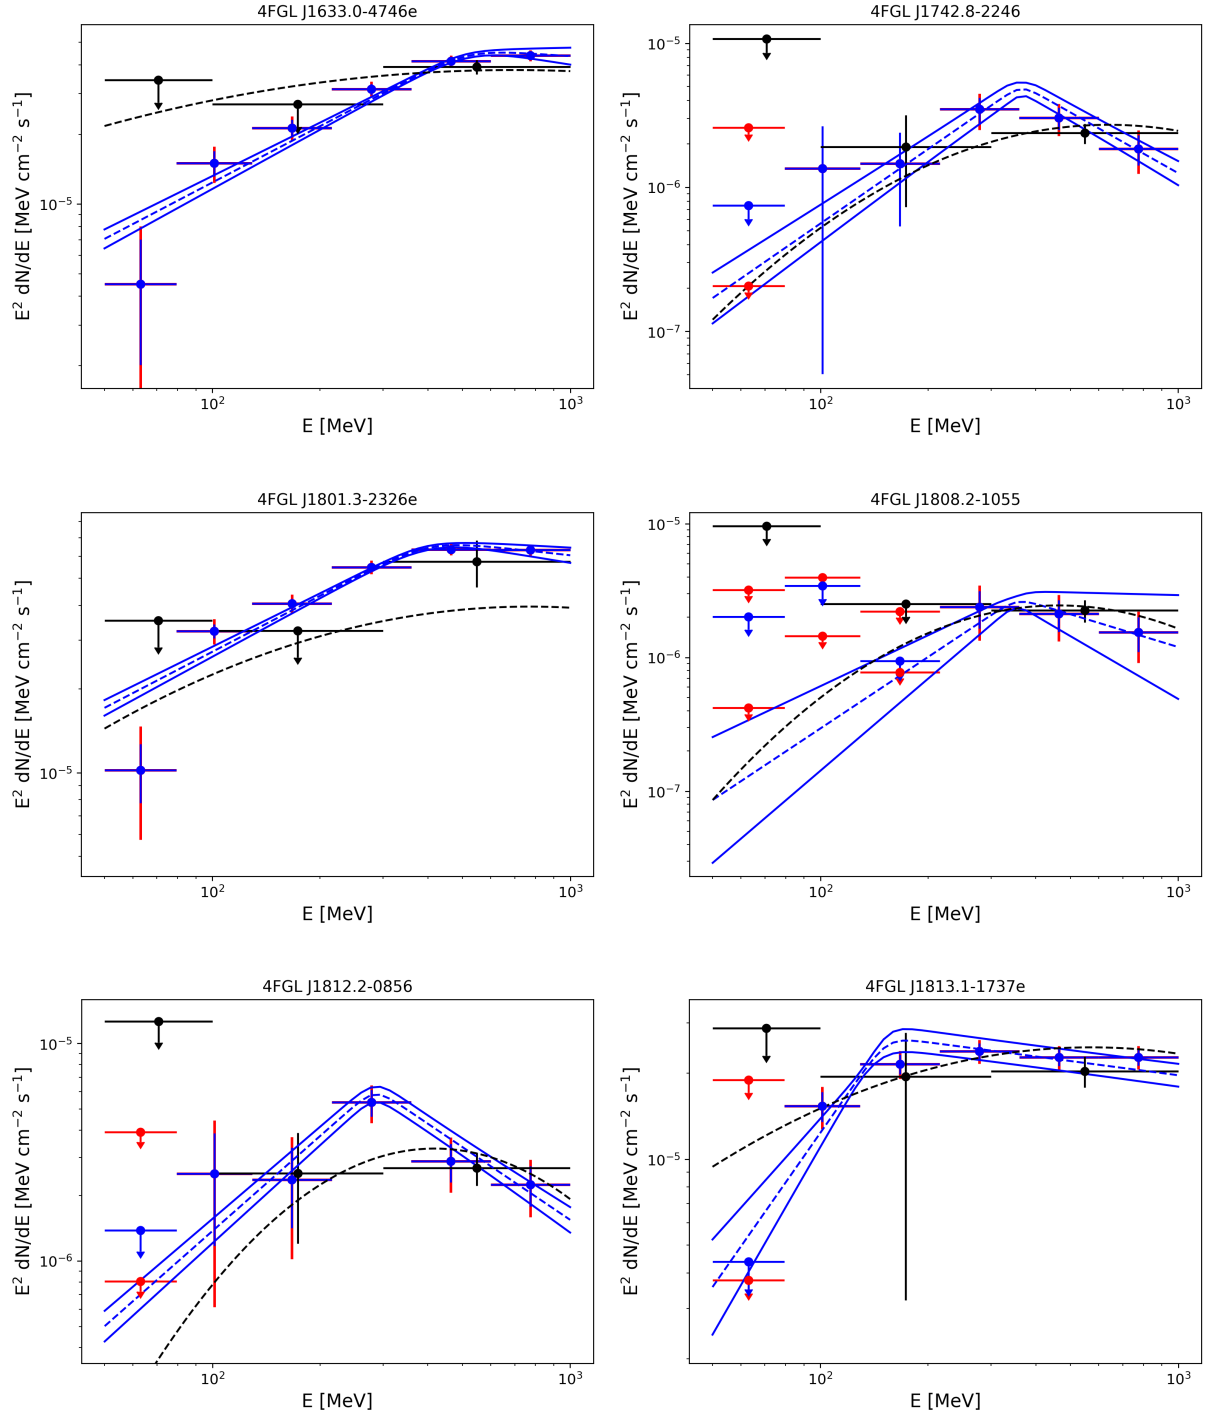 4FGL J1633.0-4746e
E² dN/dE [MeV cm⁻² s⁻¹]
10⁻⁵
10² 10³
E [MeV]
4FGL J1742.8-2246
E² dN/dE [MeV cm⁻² s⁻¹]
10⁻⁵
10⁻⁶
10⁻⁷
10² 10³
E [MeV]
4FGL J1801.3-2326e
E² dN/dE [MeV cm⁻² s⁻¹]
10⁻⁵
10² 10³
E [MeV]
4FGL J1808.2-1055
E² dN/dE [MeV cm⁻² s⁻¹]
10⁻⁵
10⁻⁶
10⁻⁷
10² 10³
E [MeV]
4FGL J1812.2-0856
E² dN/dE [MeV cm⁻² s⁻¹]
10⁻⁵
10⁻⁶
10² 10³
E [MeV]
4FGL J1813.1-1737e
E² dN/dE [MeV cm⁻² s⁻¹]
10⁻⁵
10² 10³
E [MeV]